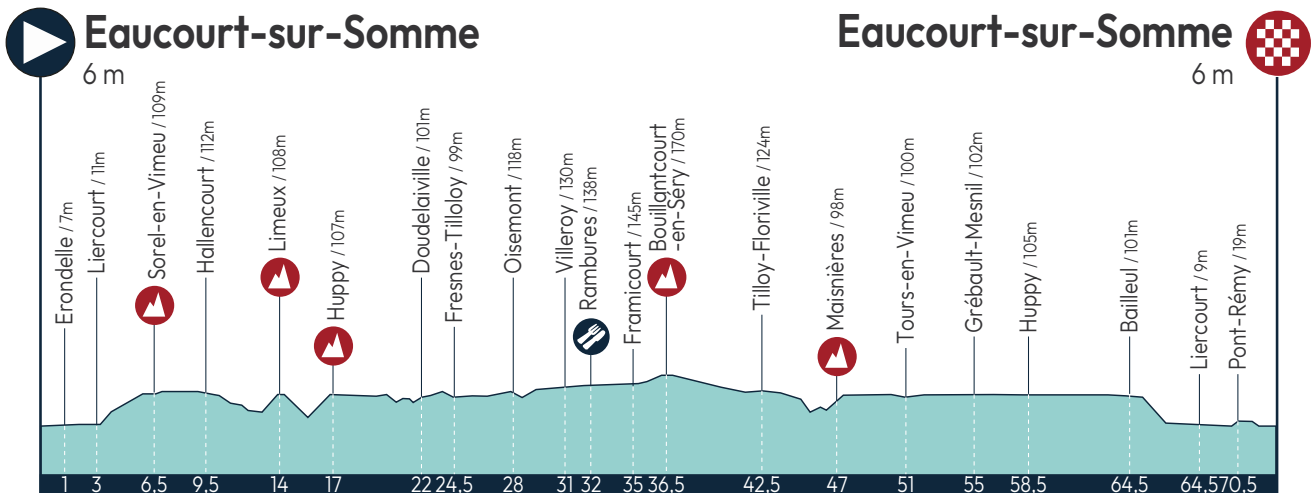 Eaucourt-sur-Somme
6 m
Eaucourt-sur-Somme
6 m
Erondelle / 7m
Liercourt / 11m
Sorel-en-Vimeu / 109m
Hallencourt / 112m
Limeux / 108m
Huppy / 107m
Doudelaiville / 101m
Fresnes-Tilloloy / 99m
Oisemont / 118m
Villeroy / 130m
Rambures / 138m
Framicourt / 145m
Bouillantcourt
-en-Sery / 170m
Tilloy-Floriville / 124m
Maisnières / 98m
Tours-en-Vimeu / 100m
Grébault-Mesnil / 102m
Huppy / 105m
Bailleul / 101m
Liercourt / 9m
Pont-Rémy / 19m
1 3 6,5 9,5 14 17 22 24,5 28 31 32 35 36,5 42,5 47 51 55 58,5 64,5 64,5 70,5